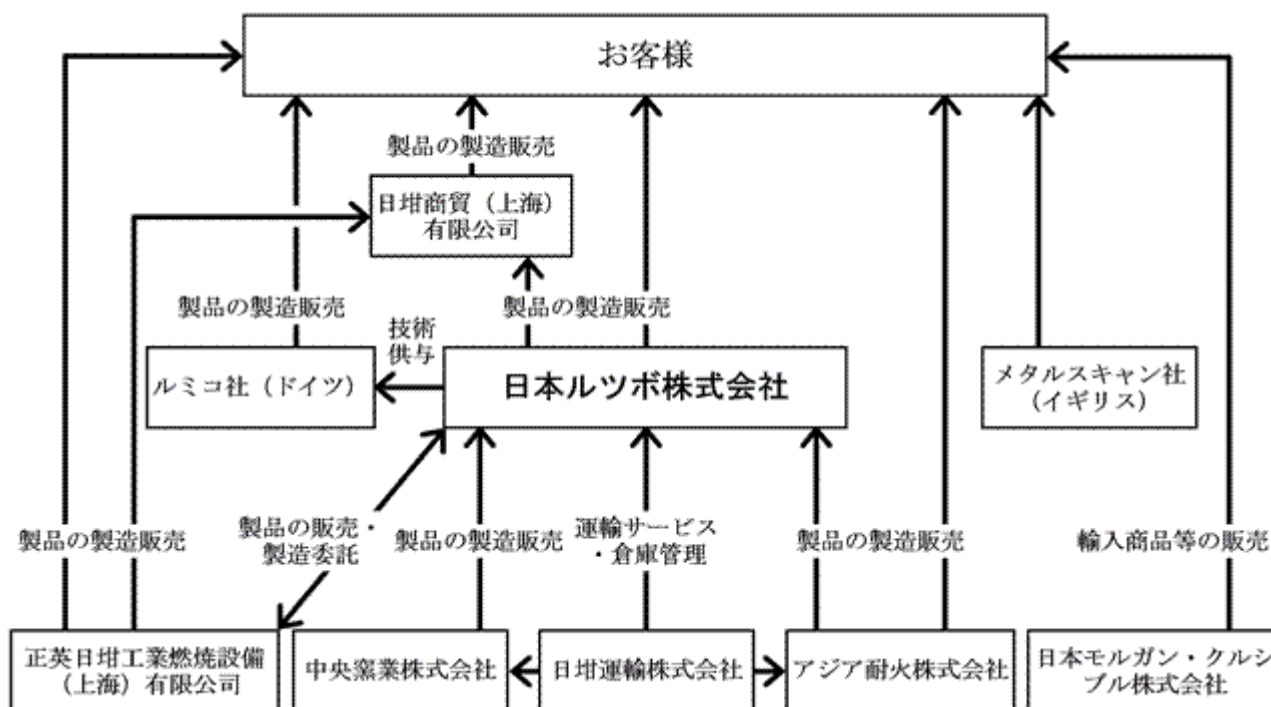 お客様
製品の製造販売
日坩商貿（上海）
有限公司
製品の製造販売
製品の製造販売
技術
供与
ルミコ社（ドイツ）
日本ルツボ株式会社
メタルスキャン社
（イギリス）
製品の製造販売
製品の販売・
製造委託
製品の製造販売
運輸サービス
・倉庫管理
製品の製造販売
輸入商品等の販売
正英日坩工業燃焼設備
（上海）有限公司
中央窯業株式会社
日坩運輸株式会社
アジア耐火株式会社
日本モルガン・クルシ
ブル株式会社